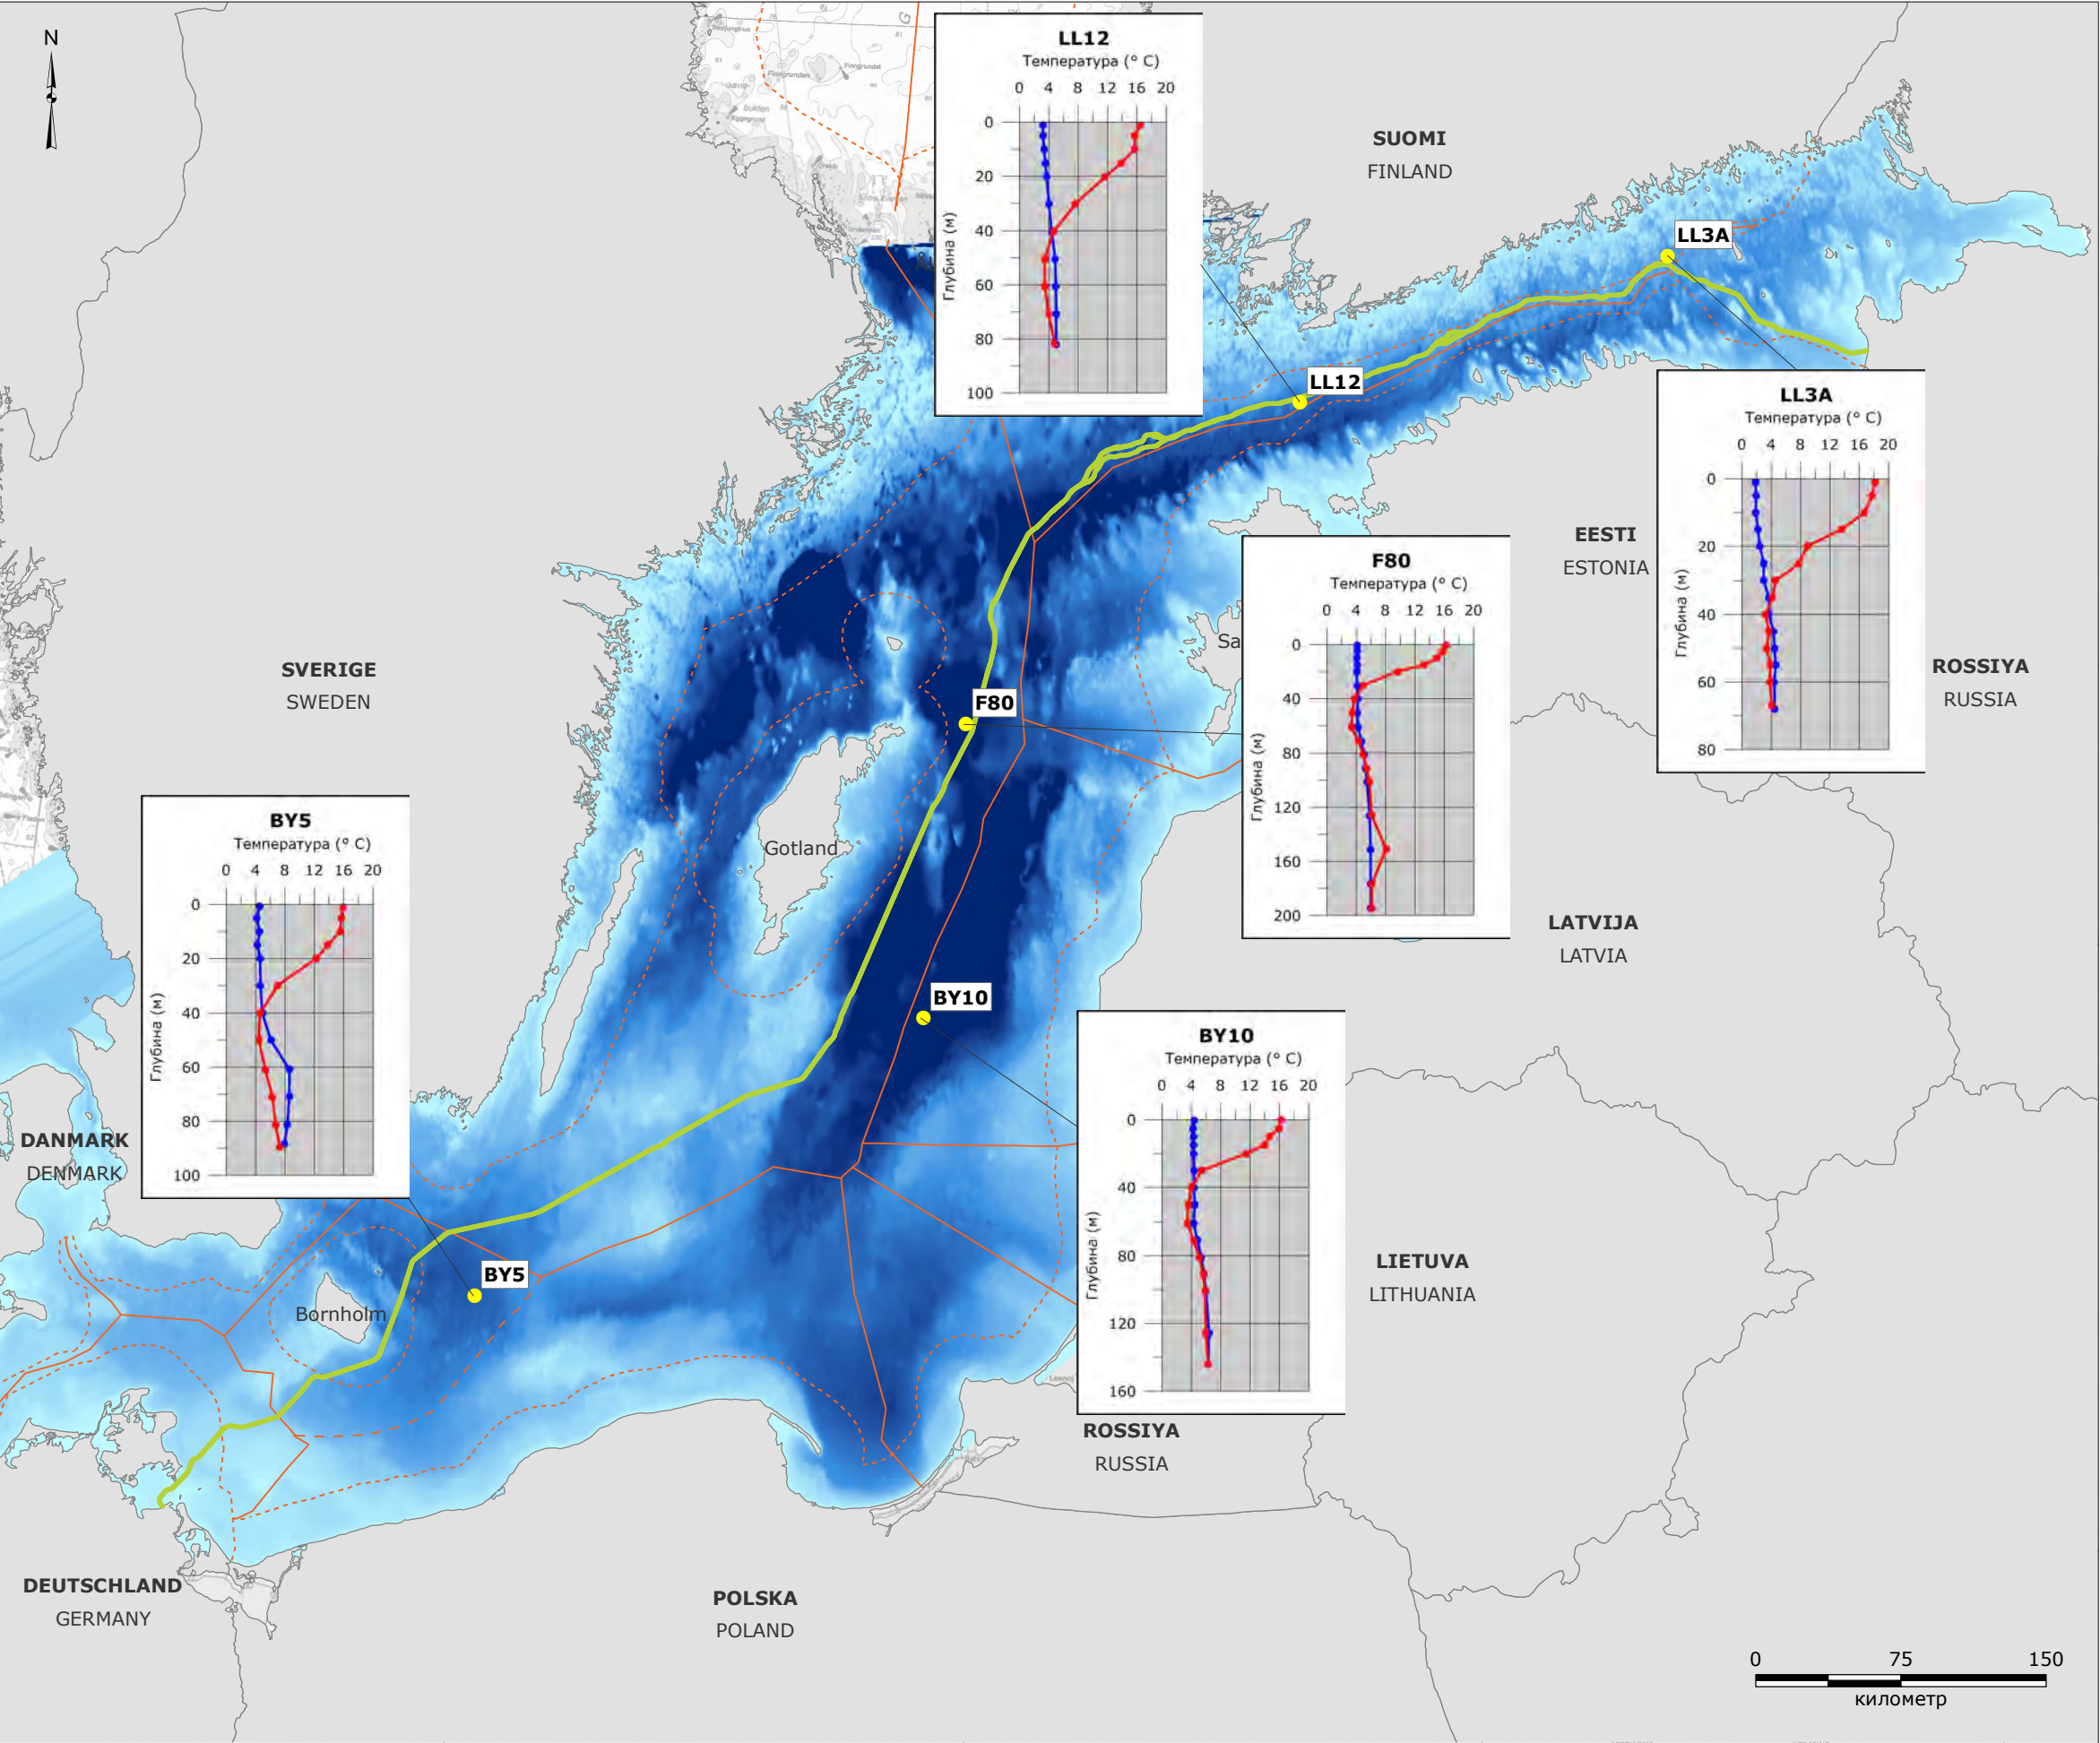 N
LL12
Температура (° C)
0 4 8 12 16 20
Глубина (м)
0
20
40
60
80
100
SUOMI
FINLAND
LL3A
LL12
LL3A
Температура (° C)
0 4 8 12 16 20
Глубина (м)
0
20
40
60
80
EESTI
ESTONIA
F80
Температура (° C)
0 4 8 12 16 20
Глубина (м)
0
40
80
120
160
200
Sa
SVERIGE
SWEDEN
ROSSIYA
RUSSIA
F80
Gotland
BY5
Температура (° C)
0 4 8 12 16 20
Глубина (м)
0
20
40
60
80
100
LATVIJA
LATVIA
BY10
BY10
Температура (° C)
0 4 8 12 16 20
Глубина (м)
0
40
80
120
160
DANMARK
DENMARK
BY5
Bornholm
LIETUVA
LITHUANIA
ROSSIYA
RUSSIA
DEUTSCHLAND
GERMANY
POLSKA
POLAND
0 75 150
километр